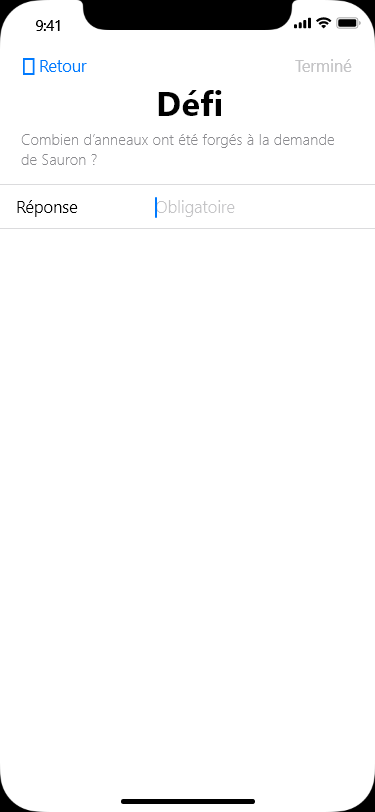 9:41
Retour
Terminé
Défi
Combien d’anneaux ont été forgés à la demande
de Sauron ?
Réponse
Obligatoire